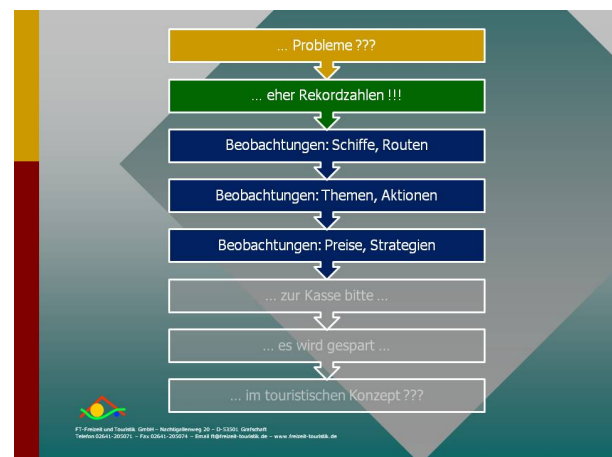 ... Probleme ???
... eher Rekordzahlen !!!
Beobachtungen: Schiffe, Routen
Beobachtungen: Themen, Aktionen
Beobachtungen: Preise, Strategien
... zur Kasse bitte ...
... es wird gespart ...
... im touristischen Konzept ???
FT-Freizeit und Touristik GmbH – Nachtigallenweg 20 – D-53501 Grafschaft
Telefon 02641-205071 – Fax 02641-205074 – Email ft@freizeit-touristik.de – www.freizeit-touristik.de